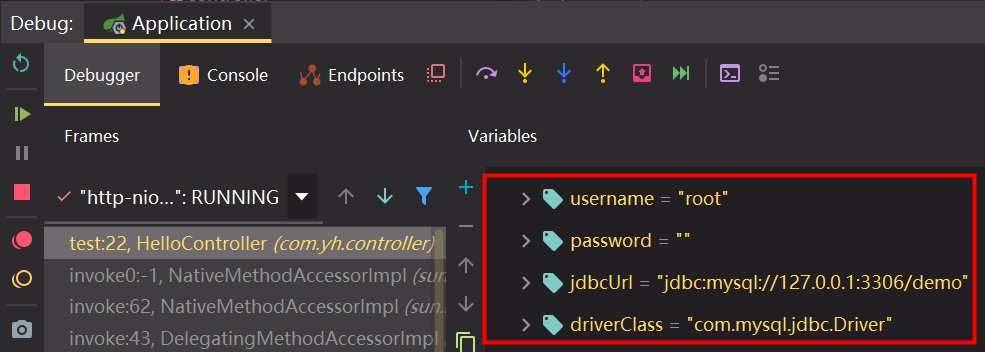 Debug:
Application
Debugger
Console
Endpoints
Frames
Variables
"http-nio...": RUNNING
test:22, HelloController (com.yh.controller)
invoke0:-1, NativeMethodAccessorImpl (sun.
invoke:62, NativeMethodAccessorImpl (sun.r
invoke:43, DelegatingMethodAccessorImpl (
username = "root"
password = ""
jdbcUrl = "jdbc:mysql://127.0.0.1:3306/demo"
driverClass = "com.mysql.jdbc.Driver"